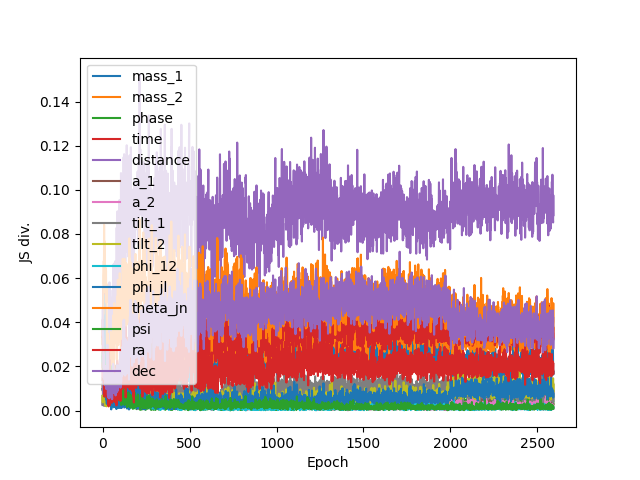 0.14
0.12
0.10
0.08
0.06
0.04
0.02
0.00
JS div.
mass_1
mass_2
phase
time
distance
a_1
a_2
tilt_1
tilt_2
phi_12
phi_jl
theta_jn
psi
ra
dec
0 500 1000 1500 2000 2500
Epoch